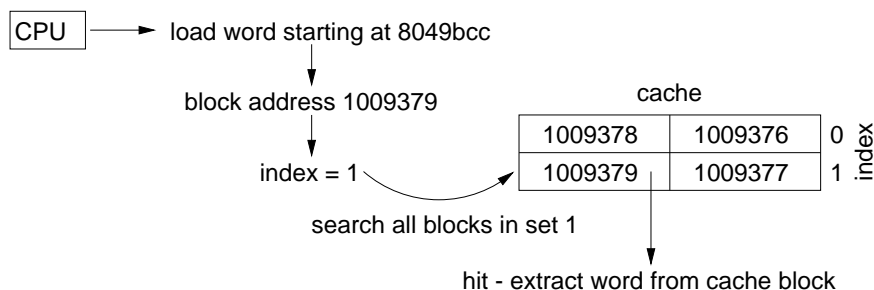 CPU load word starting at 8049bcc
block address 1009379
cache
1009378 1009376 0
index = 1 1009379 1009377 1
index
search all blocks in set 1
hit - extract word from cache block